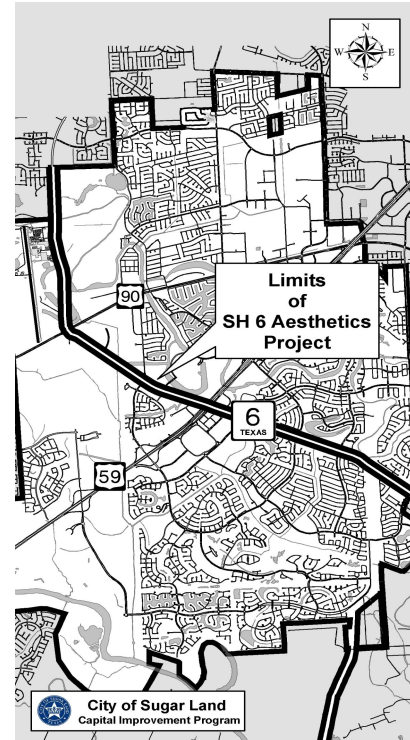 N
W E
S
90
Limits
of
SH 6 Aesthetics
Project
6
TEXAS
59
City of Sugar Land
Capital Improvement Program